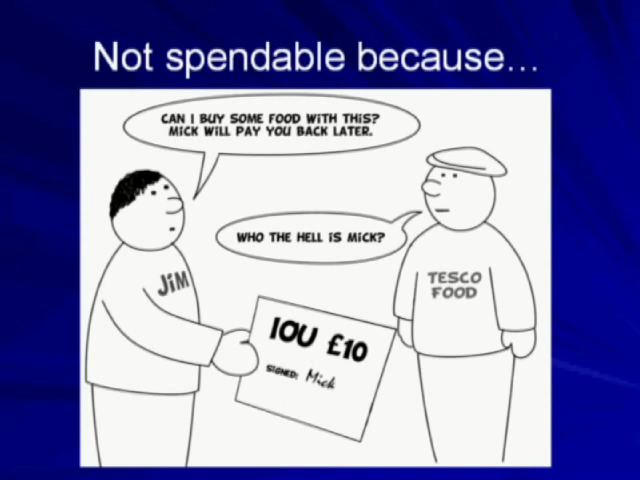 Not spendable because...
CAN I BUY SOME FOOD WITH THIS?
MICK WILL PAY YOU BACK LATER.
WHO THE HELL IS MICK?
JIM
TESCO
FOOD
IOU £10
SIGNED: Mick